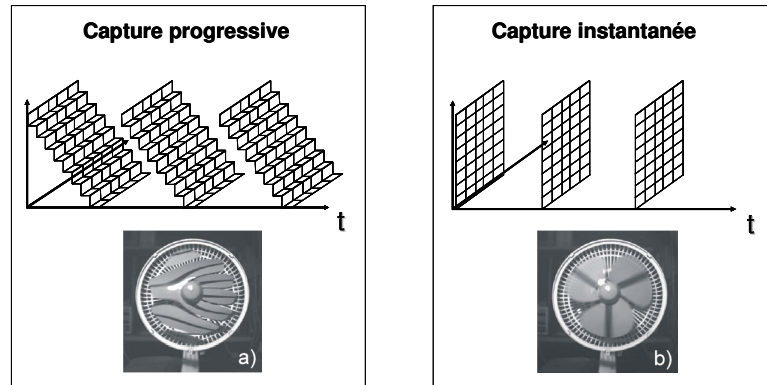 Capture progressive
t
a)
Capture instantanée
t
b)